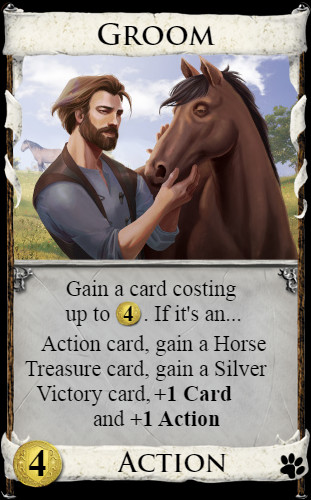 GROOM
Gain a card costing
up to 4. If it's an...
Action card, gain a Horse
Treasure card, gain a Silver
Victory card, +1 Card
and +1 Action
4 ACTION